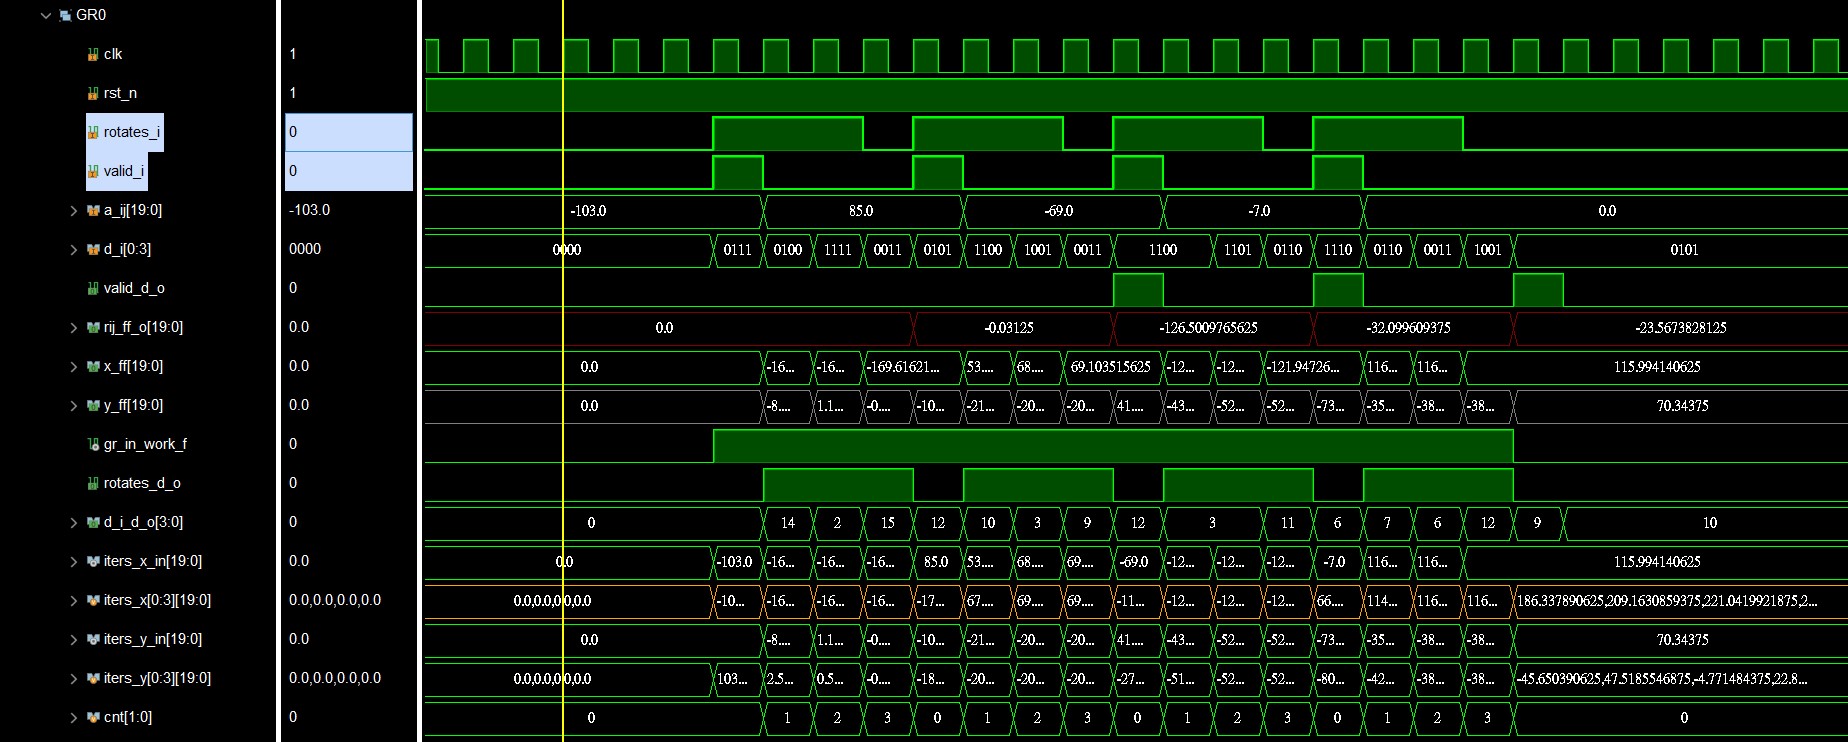 GR0
clk 1
rst_n 1
rotates_i 0
valid_i 0
a_ij[19:0] -103.0 -103.0 85.0 -69.0 -7.0 0.0
d_i[0:3] 0000 0000 0111 0100 1111 0011 0101 1100 1001 0011 1100 1101 0110 1110 0110 0011 1001 0101
valid_d_o 0
rij_ff_o[19:0] 0.0 0.0 -0.03125 -126.5009765625 -32.099609375 -23.5673828125
x_ff[19:0] 0.0 0.0 -16... -16... -169.61621... 53.... 68.... 69.103515625 -12... -12... -121.94726... 116... 116... 115.994140625
y_ff[19:0] 0.0 0.0 -8.... 1.1... -0.... -10... -21... -20... -20... 41.... -43... -52... -52... -73... -35... -38... -38... 70.34375
gr_in_work_f 0
rotates_d_o 0
d_i_d_o[3:0] 0 0 14 2 15 12 10 3 9 12 3 11 6 7 6 12 9 10
iters_x_in[19:0] 0.0 0.0 -103.0 -16... -16... -16... 85.0 53.... 68.... 69.... -69.0 -12... -12... -12... -7.0 116... 116... 115.994140625
iters_x[0:3][19:0] 0.0,0.0,0.0,0.0 0.0,0.0,0.0,0.0 -10... -16... -16... -16... -17... 67.... 69.... 69.... -11... -12... -12... -12... 66.... 114... 116... 116... 186.337890625,209.1630859375,221.0419921875,2...
iters_y_in[19:0] 0.0 0.0 -8.... 1.1... -0.... -10... -21... -20... -20... 41.... -43... -52... -52... -73... -35... -38... -38... 70.34375
iters_y[0:3][19:0] 0.0,0.0,0.0,0.0 0.0,0.0,0.0,0.0 103... 2.5... 0.5... -0.... -18... -20... -20... -20... -27... -51... -52... -52... -80... -42... -38... -38... -45.650390625,47.5185546875,-4.771484375,22.8...
cnt[1:0] 0 0 1 2 3 0 1 2 3 0 1 2 3 0 1 2 3 0